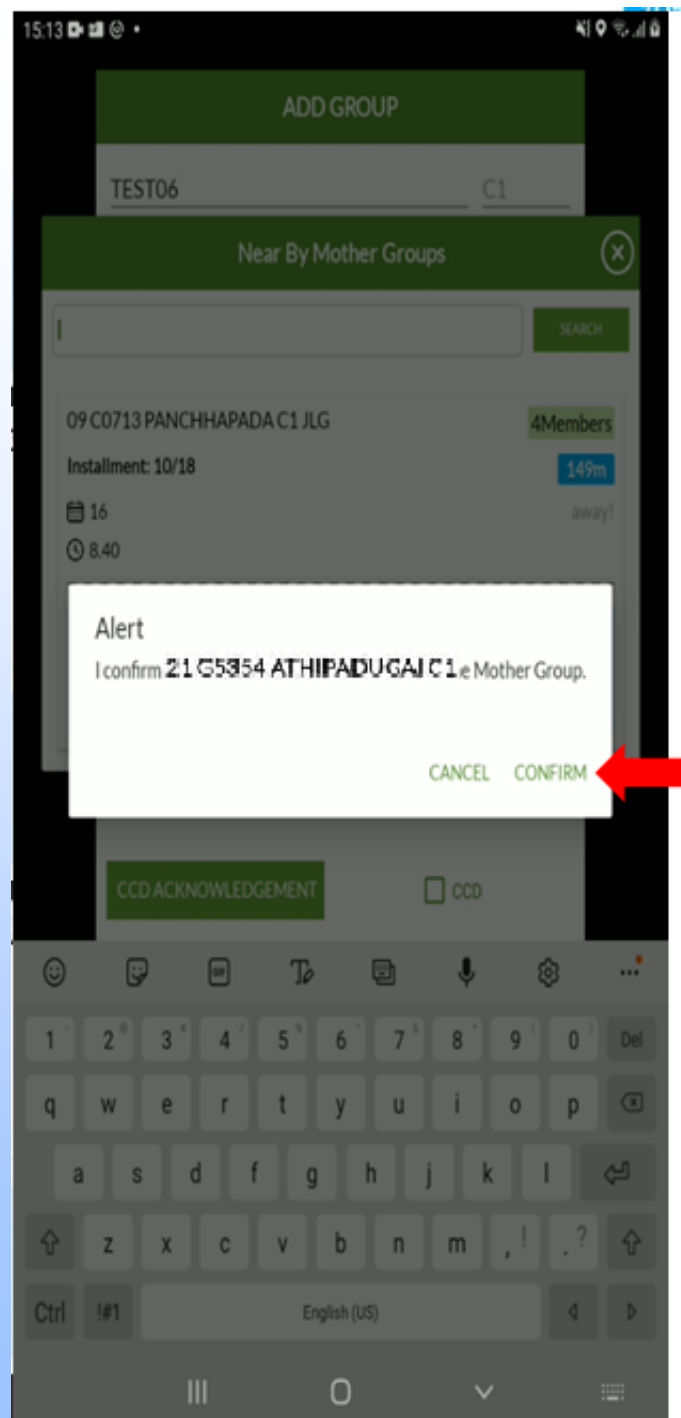 15:13
ADD GROUP
TEST06 C1
Near By Mother Groups
SEARCH
09 C0713 PANCHHAPADA C1 JLG 4Members
Installment: 10/18 149m
16 away!
8.40
Alert
I confirm 21 G5354 ATHIPADUGAI C1 e Mother Group.
CANCEL CONFIRM
CCD ACKNOWLEDGEMENT CCD
GIF
1 2 3 4 5 6 7 8 9 0 Del
q w e r t y u i o p
a s d f g h j k l
z x c v b n m , ! . ?
Ctrl !#1 English (US)